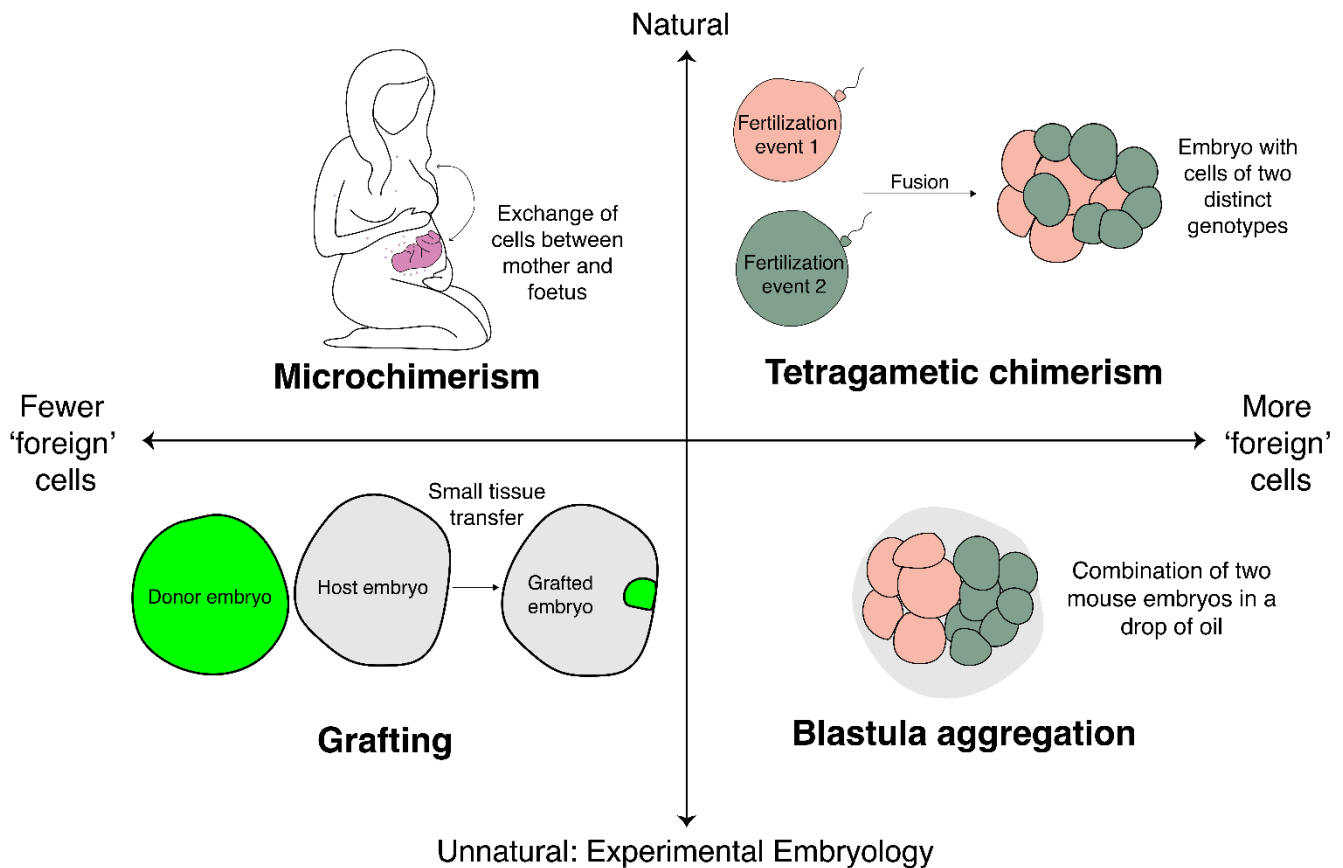 Natural
Exchange of
cells between
mother and
foetus
Microchimerism
Fertilization
event 1
Fusion
Fertilization
event 2
Embryo with
cells of two
distinct
genotypes
Tetragametic chimerism
Fewer
‘foreign’
cells
More
‘foreign’
cells
Donor embryo
Host embryo
Small tissue
transfer
Grafted
embryo
Grafting
Combination of two
mouse embryos in a
drop of oil
Blastula aggregation
Unnatural: Experimental Embryology